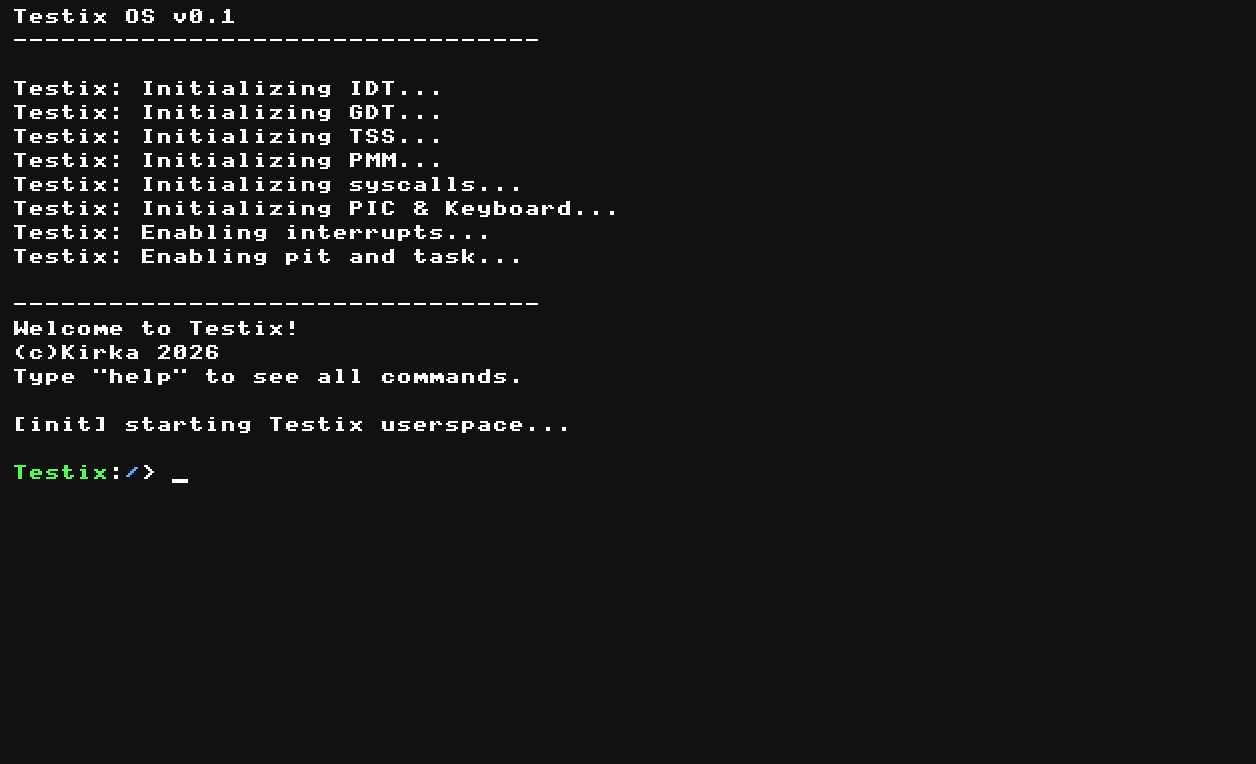 Testix OS v0.1
---------------------------------
Testix: Initializing IDT...
Testix: Initializing GDT...
Testix: Initializing TSS...
Testix: Initializing PMM...
Testix: Initializing syscalls...
Testix: Initializing PIC & Keyboard...
Testix: Enabling interrupts...
Testix: Enabling pit and task...
---------------------------------
Welcome to Testix!
(c)Kirka 2026
Type "help" to see all commands.
[init] starting Testix userspace...
Testix:/> _